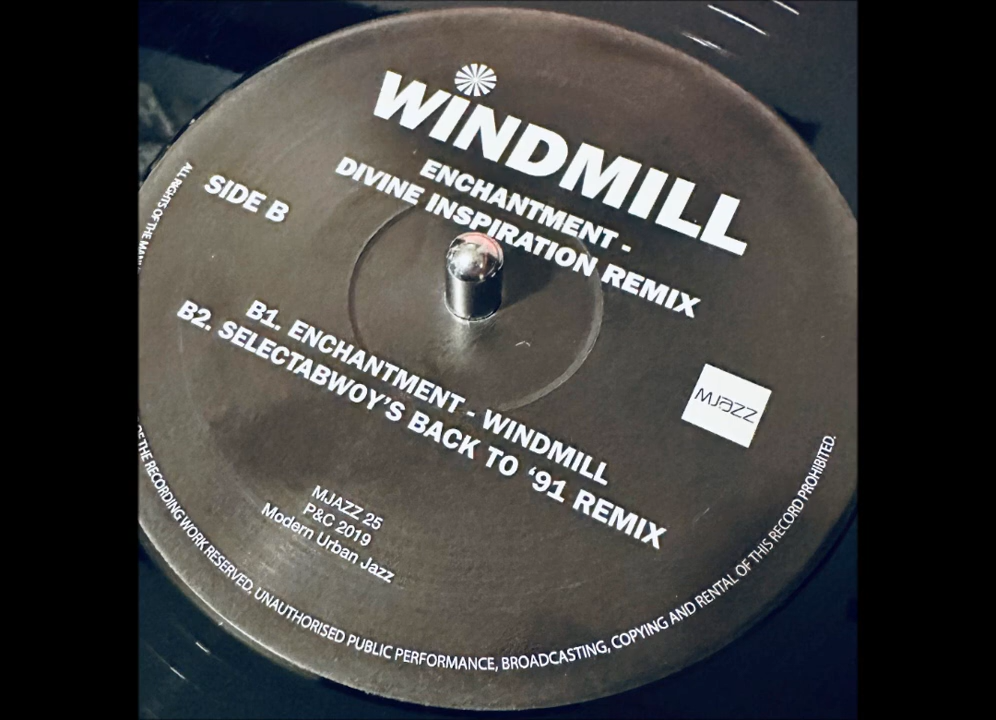 WINDMILL
ENCHANTMENT -
DIVINE INSPIRATION REMIX
SIDE B
B1. ENCHANTMENT - WINDMILL
B2. SELECTABWOY'S BACK TO '91 REMIX
MJAZZ
MJAZZ 25
P&C 2019
Modern Urban Jazz
ALL RIGHTS OF THE
OF THE RECORDING WORK RESERVED, UNAUTHORISED PUBLIC PERFORMANCE, BROADCASTING, COPYING AND RENTAL OF THIS RECORD PROHIBITED.